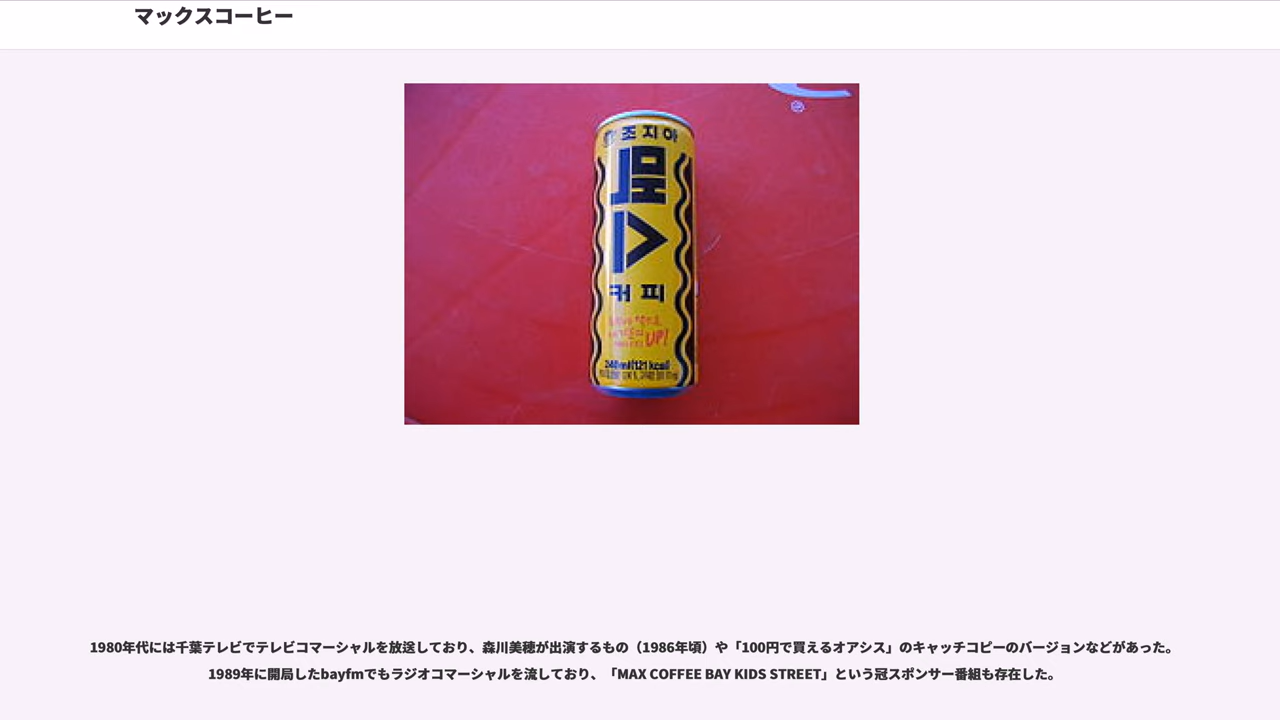 マックスコーヒー
조지아
맥스
커피
UP!
240ml(121 kcal)
1980年代には千葉テレビでテレビコマーシャルを放送しており、森川美穂が出演するもの（1986年頃）や「100円で買えるオアシス」のキャッチコピーのバージョンなどがあった。
1989年に開局したbayfmでもラジオコマーシャルを流しており、「MAX COFFEE BAY KIDS STREET」という冠スポンサー番組も存在した。